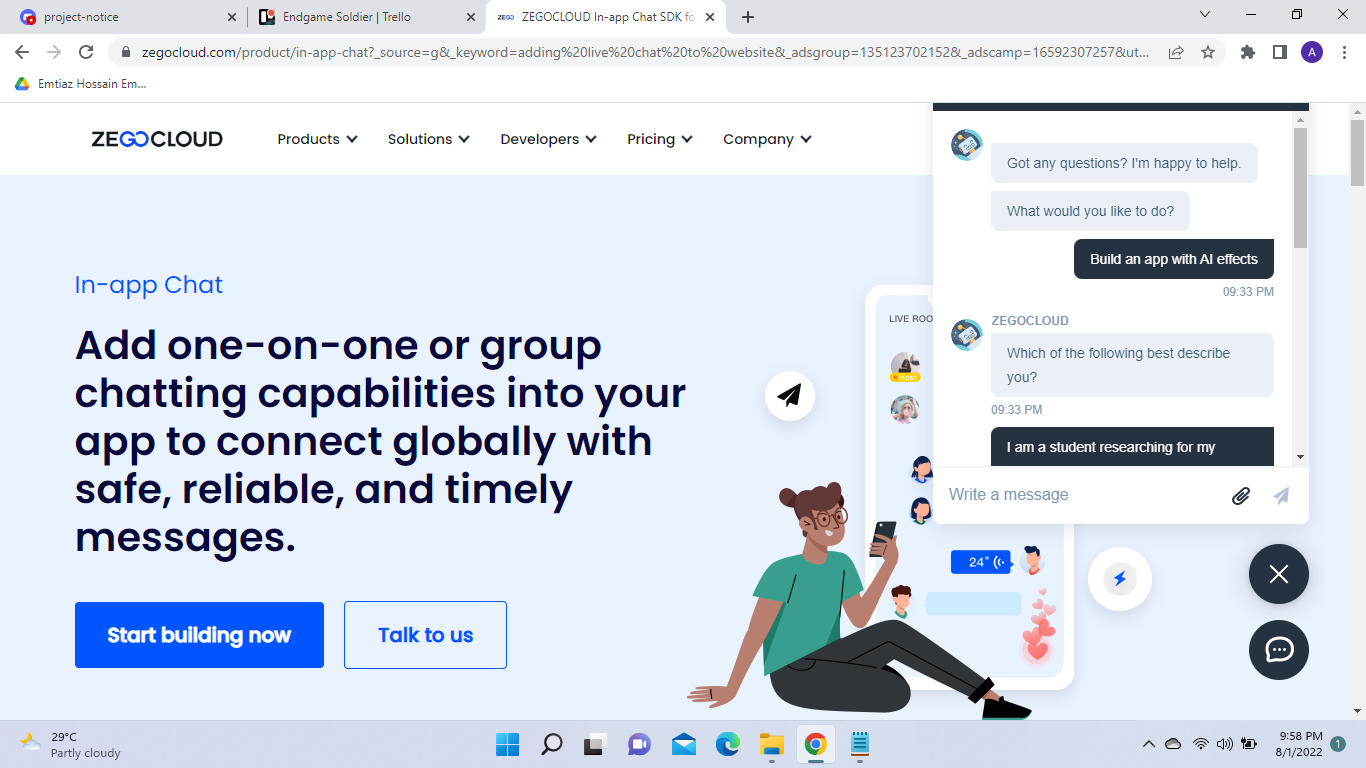 project-notice
Endgame Soldier | Trello
ZEGOCLOUD In-app Chat SDK fo
zegocloud.com/product/in-app-chat?_source=g&_keyword=adding%20live%20chat%20to%20website&_adsgroup=135123702152&_adscamp=16592307257&ut...
A
Emtiaz Hossain Em...
ZEGOCLOUD
Products
Solutions
Developers
Pricing
Company
In-app Chat
Add one-on-one or group
chatting capabilities into your
app to connect globally with
safe, reliable, and timely
messages.
Start building now
Talk to us
LIVE ROO
Host
24"
Got any questions? I'm happy to help.
What would you like to do?
Build an app with AI effects
09:33 PM
ZEGOCLOUD
Which of the following best describe
you?
09:33 PM
I am a student researching for my
Write a message
29°C
Partly cloudy
9:58 PM
8/1/2022
1